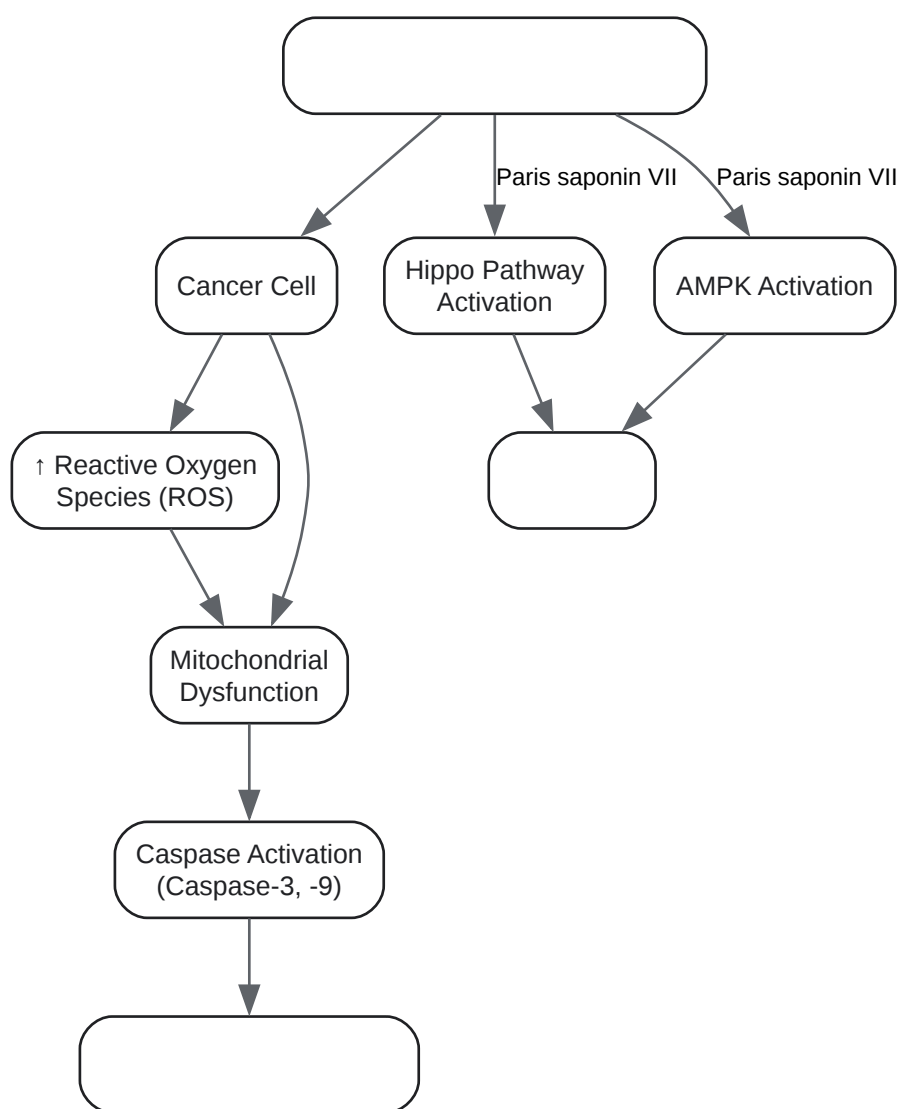 Paris saponin VII
Paris saponin VII
Cancer Cell
Hippo Pathway
Activation
AMPK Activation
↑ Reactive Oxygen
Species (ROS)
Mitochondrial
Dysfunction
Caspase Activation
(Caspase-3, -9)